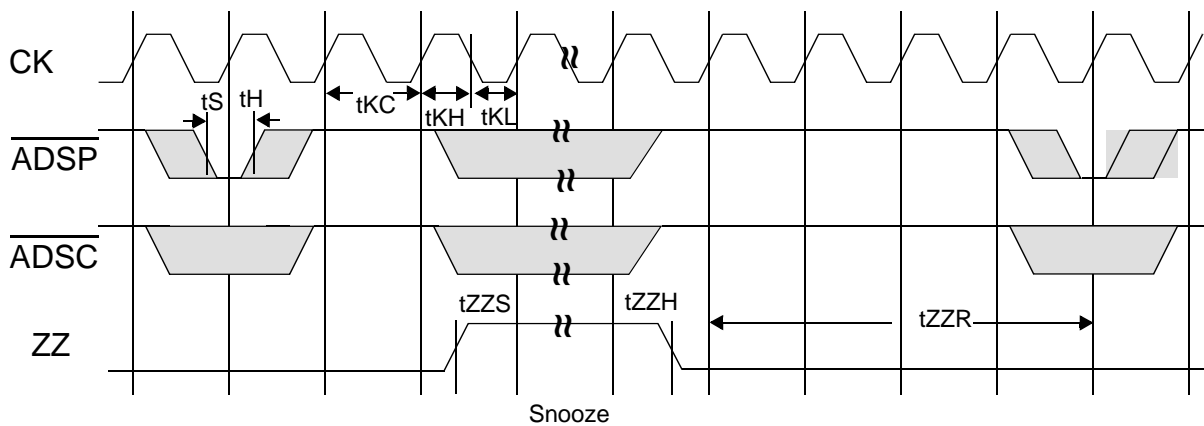 CK
tS tH tKC tKH tKL
ADSP
ADSC
tZZS tZZH tZZR
ZZ
Snooze